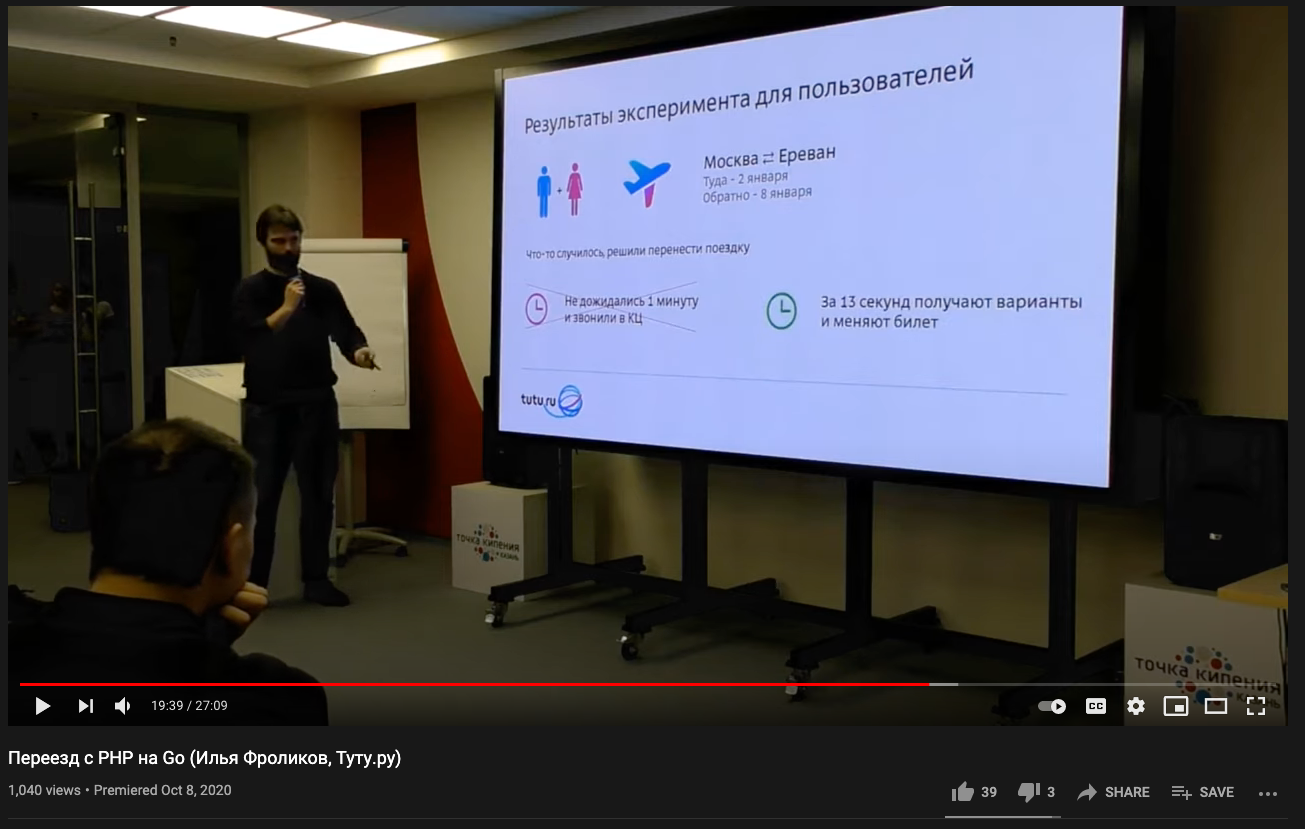 Результаты эксперимента для пользователей
Москва ⇄ Ереван
Туда - 2 января
Обратно - 8 января
Что-то случилось, решили перенести поездку
Не дожидались 1 минуту
и звонили в КЦ
За 13 секунд получают варианты
и меняют билет
tutu.ru
точка кипения
казань
точка кипения
19:39 / 27:09
CC
Переезд с PHP на Go (Илья Фроликов, Туту.ру)
1,040 views • Premiered Oct 8, 2020
39
3
SHARE
SAVE